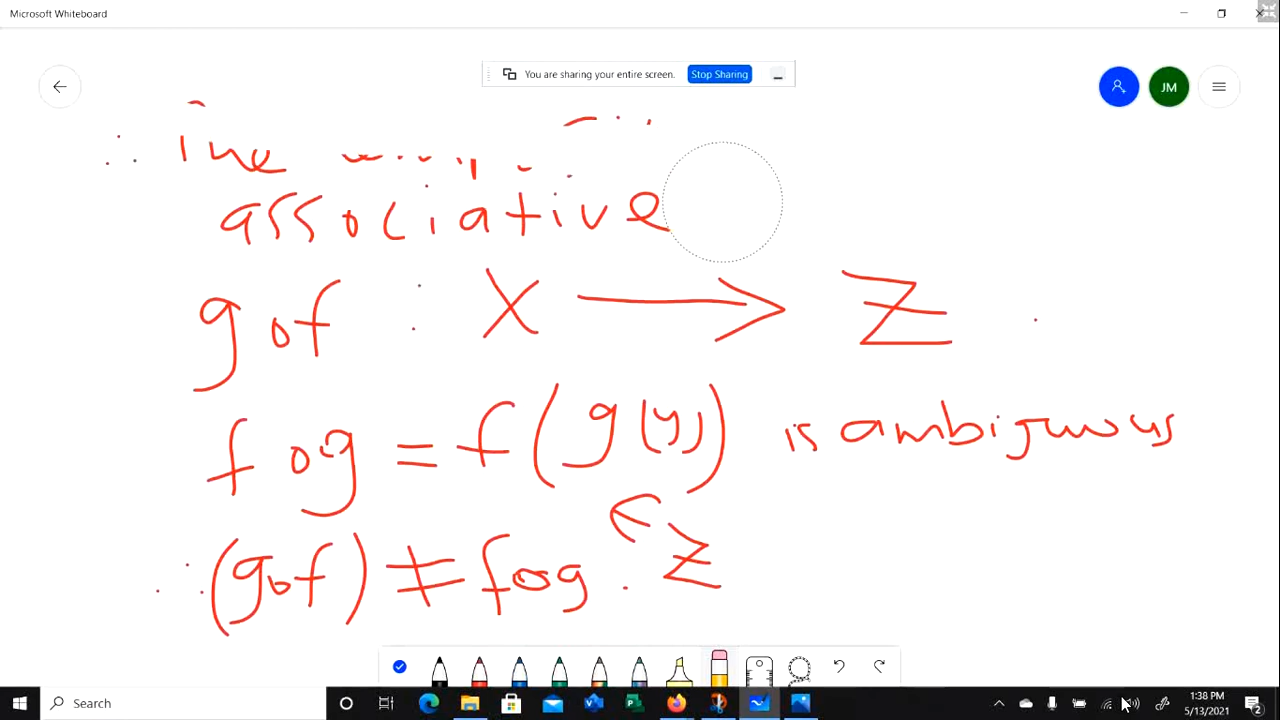 Microsoft Whiteboard
You are sharing your entire screen. Stop Sharing
JM
∴ The
associative
gof : X → Z
fog = f(g(y)) is ambiguous
∈ Z
∴ (gof) ≠ fog.
Search
1:38 PM
5/13/2021
2